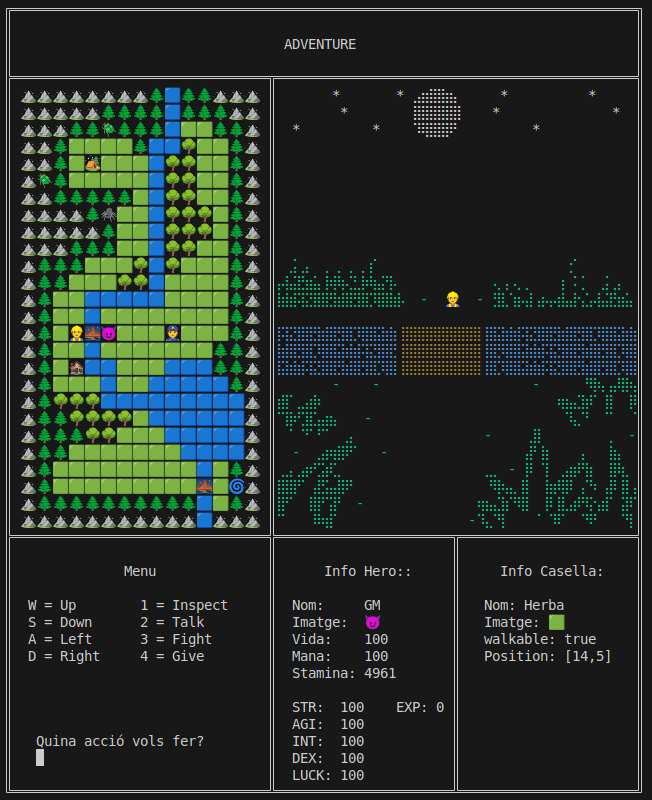 ADVENTURE
Menu
W = Up 1 = Inspect
S = Down 2 = Talk
A = Left 3 = Fight
D = Right 4 = Give
Quina acció vols fer?
Info Hero::
Nom: GM
Imatge: 😈
Vida: 100
Mana: 100
Stamina: 4961
STR: 100 EXP: 0
AGI: 100
INT: 100
DEX: 100
LUCK: 100
Info Casella:
Nom: Herba
Imatge: 🟩
walkable: true
Position: [14,5]